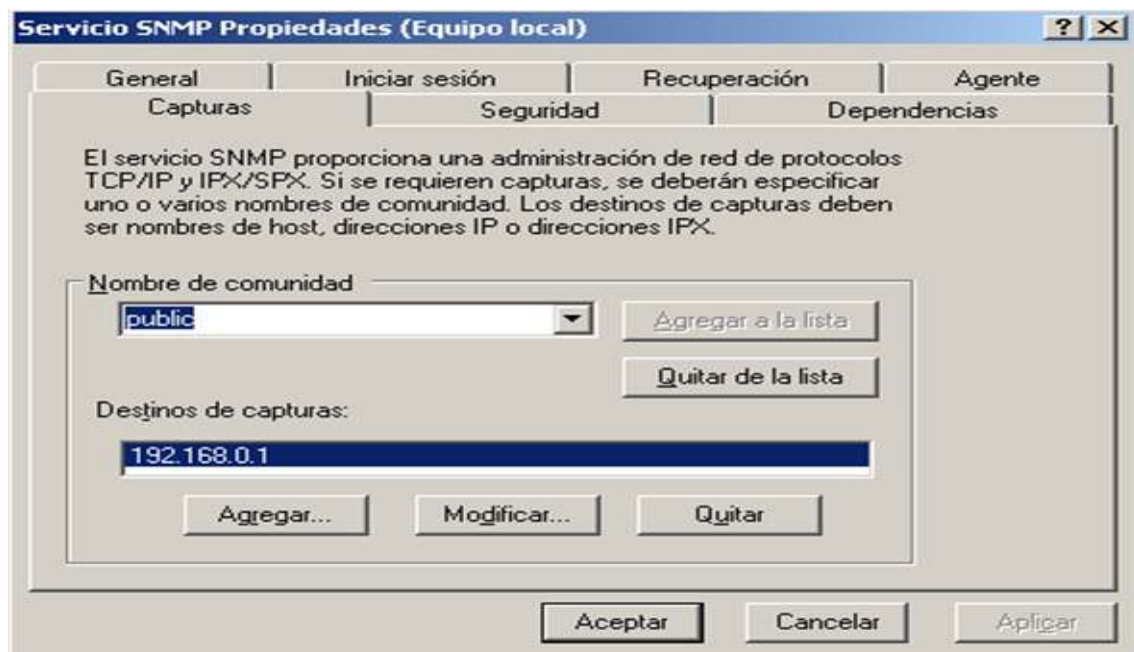 Servicio SNMP Propiedades (Equipo local)
General Iniciar sesión Recuperación Agente
Capturas Seguridad Dependencias
El servicio SNMP proporciona una administración de red de protocolos
TCP/IP y IPX/SPX. Si se requieren capturas, se deberán especificar
uno o varios nombres de comunidad. Los destinos de capturas deben
ser nombres de host, direcciones IP o direcciones IPX.
Nombre de comunidad
public
Agregar a la lista
Quitar de la lista
Destinos de capturas:
192.168.0.1
Agregar... Modificar... Quitar
Aceptar Cancelar Aplicar